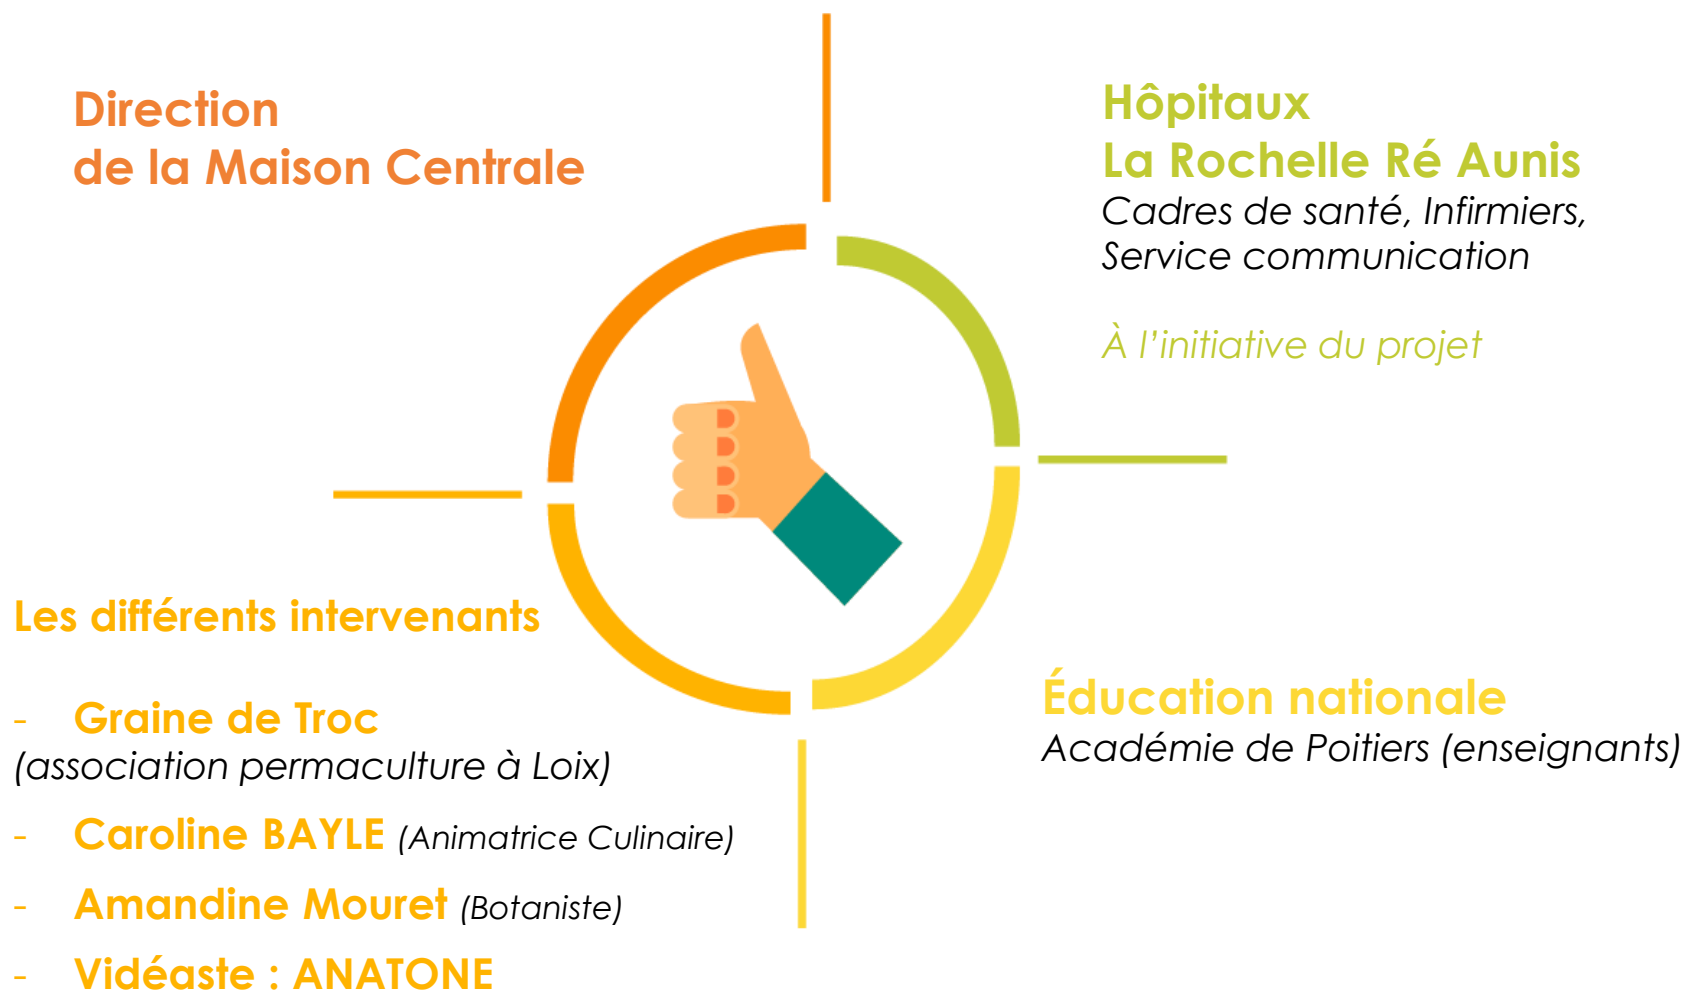 Direction
de la Maison Centrale
Hôpitaux
La Rochelle Ré Aunis
Cadres de santé, Infirmiers,
Service communication
À l’initiative du projet
Les différents intervenants
- Graine de Troc
(association permaculture à Loix)
- Caroline BAYLE (Animatrice Culinaire)
- Amandine Mouret (Botaniste)
- Vidéaste : ANATONE
Éducation nationale
Académie de Poitiers (enseignants)